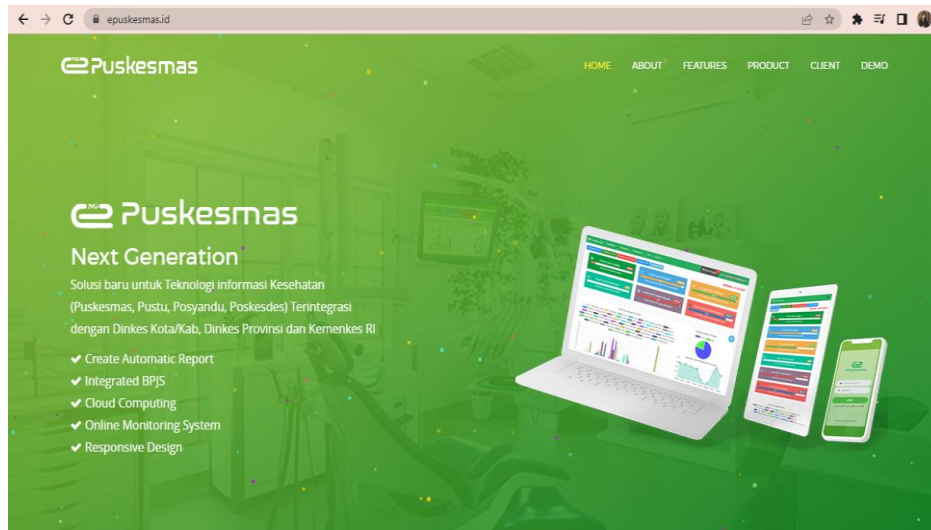 epuskesmas.id
ePuskesmas
HOME ABOUT FEATURES PRODUCT CLIENT DEMO
NG
ePuskesmas
Next Generation
Solusi baru untuk Teknologi informasi Kesehatan
(Puskesmas, Pustu, Posyandu, Poskesdes) Terintegrasi
dengan Dinkes Kota/Kab, Dinkes Provinsi dan Kemenkes RI
Create Automatic Report
Integrated BPJS
Cloud Computing
Online Monitoring System
Responsive Design